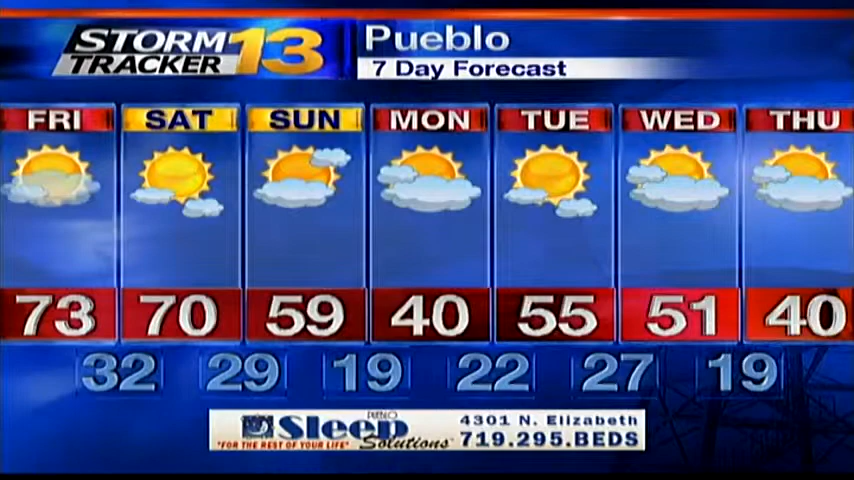 STORM TRACKER 13
Pueblo
7 Day Forecast
FRI SAT SUN MON TUE WED THU
73 70 59 40 55 51 40
32 29 19 22 27 19
PUEBLO
Sleep Solutions
"FOR THE REST OF YOUR LIFE"
4301 N. Elizabeth
719.295.BEDS